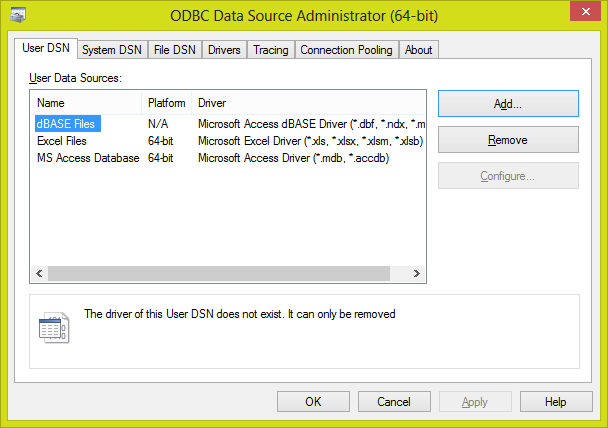 ODBC Data Source Administrator (64-bit)
User DSN System DSN File DSN Drivers Tracing Connection Pooling About
User Data Sources:
Name Platform Driver
dBASE Files N/A Microsoft Access dBASE Driver (*.dbf, *.ndx, *.m
Excel Files 64-bit Microsoft Excel Driver (*.xls, *.xlsx, *.xlsm, *.xlsb)
MS Access Database 64-bit Microsoft Access Driver (*.mdb, *.accdb)
Add...
Remove
Configure...
The driver of this User DSN does not exist. It can only be removed
OK Cancel Apply Help